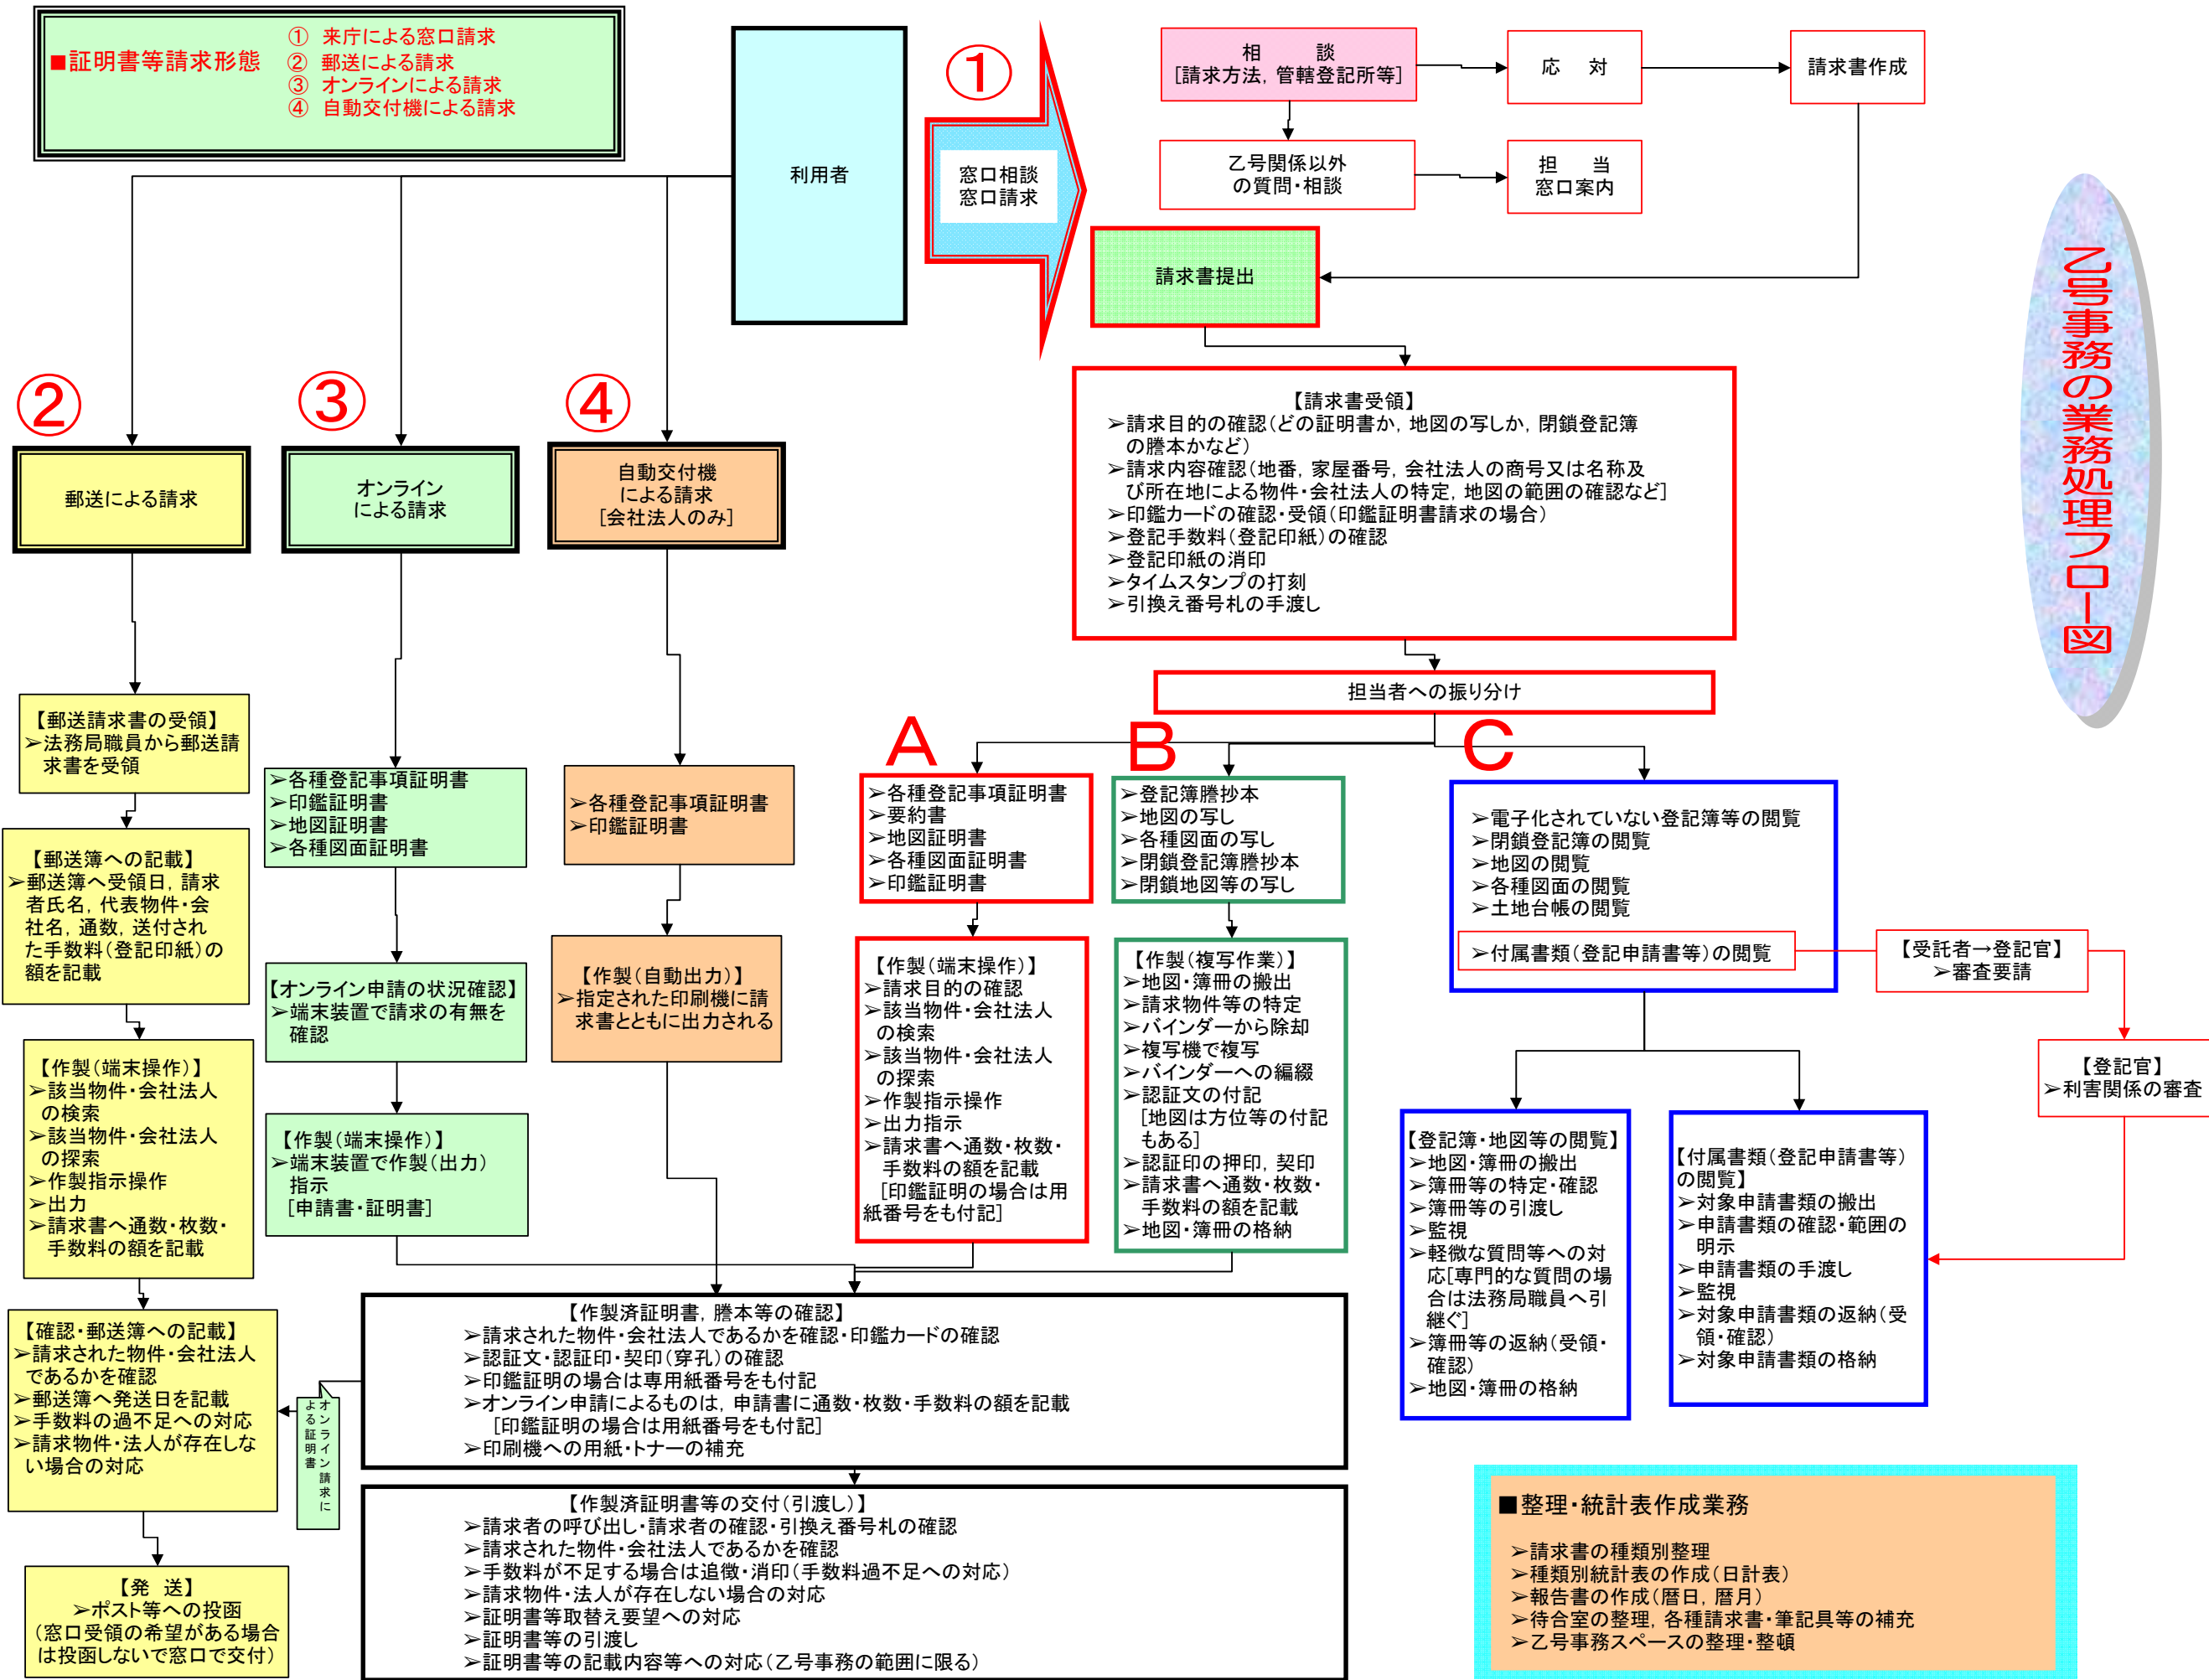 ■証明書等請求形態
① 来庁による窓口請求
② 郵送による請求
③ オンラインによる請求
④ 自動交付機による請求
利用者
①
窓口相談
窓口請求
相　　談
[請求方法, 管轄登記所等]
応　対
請求書作成
乙号関係以外
の質問・相談
担　当
窓口案内
請求書提出
乙号事務の業務処理フロー図
【請求書受領】
➢請求目的の確認(どの証明書か, 地図の写しか, 閉鎖登記簿
の謄本かなど)
➢請求内容確認(地番, 家屋番号, 会社法人の商号又は名称及
び所在地による物件・会社法人の特定, 地図の範囲の確認など]
➢印鑑カードの確認・受領(印鑑証明書請求の場合)
➢登記手数料(登記印紙)の確認
➢登記印紙の消印
➢タイムスタンプの打刻
➢引換え番号札の手渡し
担当者への振り分け
②
郵送による請求
③
オンライン
による請求
④
自動交付機
による請求
[会社法人のみ]
【郵送請求書の受領】
➢法務局職員から郵送請
求書を受領
【郵送簿への記載】
➢郵送簿へ受領日, 請求
者氏名, 代表物件・会
社名, 通数, 送付され
た手数料(登記印紙)の
額を記載
【作製(端末操作)】
➢該当物件・会社法人
の検索
➢該当物件・会社法人
の探索
➢作製指示操作
➢出力
➢請求書へ通数・枚数・
手数料の額を記載
【確認・郵送簿への記載】
➢請求された物件・会社法人
であるかを確認
➢郵送簿へ発送日を記載
➢手数料の過不足への対応
➢請求物件・法人が存在しな
い場合の対応
【発 送】
➢ポスト等への投函
(窓口受領の希望がある場合
は投函しないで窓口で交付)
➢各種登記事項証明書
➢印鑑証明書
➢地図証明書
➢各種図面証明書
【オンライン申請の状況確認】
➢端末装置で請求の有無を
確認
【作製(端末操作)】
➢端末装置で作製(出力)
指示
[申請書・証明書]
➢各種登記事項証明書
➢印鑑証明書
【作製(自動出力)】
➢指定された印刷機に請
求書とともに出力される
A
➢各種登記事項証明書
➢要約書
➢地図証明書
➢各種図面証明書
➢印鑑証明書
【作製(端末操作)】
➢請求目的の確認
➢該当物件・会社法人
の検索
➢該当物件・会社法人
の探索
➢作製指示操作
➢出力指示
➢請求書へ通数・枚数・
手数料の額を記載
[印鑑証明の場合は用
紙番号をも付記]
B
➢登記簿謄抄本
➢地図の写し
➢各種図面の写し
➢閉鎖登記簿謄抄本
➢閉鎖地図等の写し
【作製(複写作業)】
➢地図・簿冊の搬出
➢請求物件等の特定
➢バインダーから除却
➢複写機で複写
➢バインダーへの編綴
➢認証文の付記
[地図は方位等の付記
もある]
➢認証印の押印, 契印
➢請求書へ通数・枚数・
手数料の額を記載
➢地図・簿冊の格納
C
➢電子化されていない登記簿等の閲覧
➢閉鎖登記簿の閲覧
➢地図の閲覧
➢各種図面の閲覧
➢土地台帳の閲覧
➢付属書類(登記申請書等)の閲覧
【受託者→登記官】
➢審査要請
【登記官】
➢利害関係の審査
【登記簿・地図等の閲覧】
➢地図・簿冊の搬出
➢簿冊等の特定・確認
➢簿冊等の引渡し
➢監視
➢軽微な質問等への対
応[専門的な質問の場
合は法務局職員へ引
継ぐ]
➢簿冊等の返納(受領・
確認)
➢地図・簿冊の格納
【付属書類(登記申請書等)
の閲覧】
➢対象申請書類の搬出
➢申請書類の確認・範囲の
明示
➢申請書類の手渡し
➢監視
➢対象申請書類の返納(受
領・確認)
➢対象申請書類の格納
オンライン請求に
よる証明書
【作製済証明書, 謄本等の確認】
➢請求された物件・会社法人であるかを確認・印鑑カードの確認
➢認証文・認証印・契印(穿孔)の確認
➢印鑑証明の場合は専用紙番号をも付記
➢オンライン申請によるものは, 申請書に通数・枚数・手数料の額を記載
[印鑑証明の場合は用紙番号をも付記]
➢印刷機への用紙・トナーの補充
【作製済証明書等の交付(引渡し)】
➢請求者の呼び出し・請求者の確認・引換え番号札の確認
➢請求された物件・会社法人であるかを確認
➢手数料が不足する場合は追徴・消印(手数料過不足への対応)
➢請求物件・法人が存在しない場合の対応
➢証明書等取替え要望への対応
➢証明書等の引渡し
➢証明書等の記載内容等への対応(乙号事務の範囲に限る)
■整理・統計表作成業務
➢請求書の種類別整理
➢種類別統計表の作成(日計表)
➢報告書の作成(暦日, 暦月)
➢待合室の整理, 各種請求書・筆記具等の補充
➢乙号事務スペースの整理・整頓